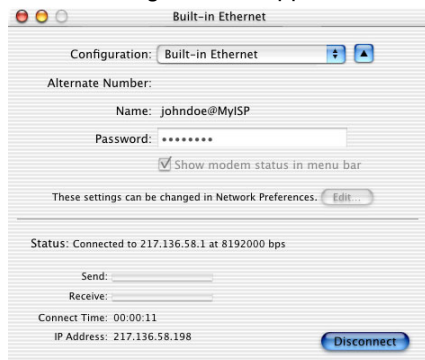 Built-in Ethernet
Configuration: Built-in Ethernet
Alternate Number:
Name: johndoe@MyISP
Password: ••••••••
Show modem status in menu bar
These settings can be changed in Network Preferences. Edit...
Status: Connected to 217.136.58.1 at 8192000 bps
Send:
Receive:
Connect Time: 00:00:11
IP Address: 217.136.58.198
Disconnect